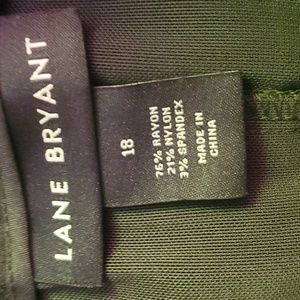 LANE BRYANT
18
76% RAYON
21% NYLON
3% SPANDEX
MADE IN
CHINA